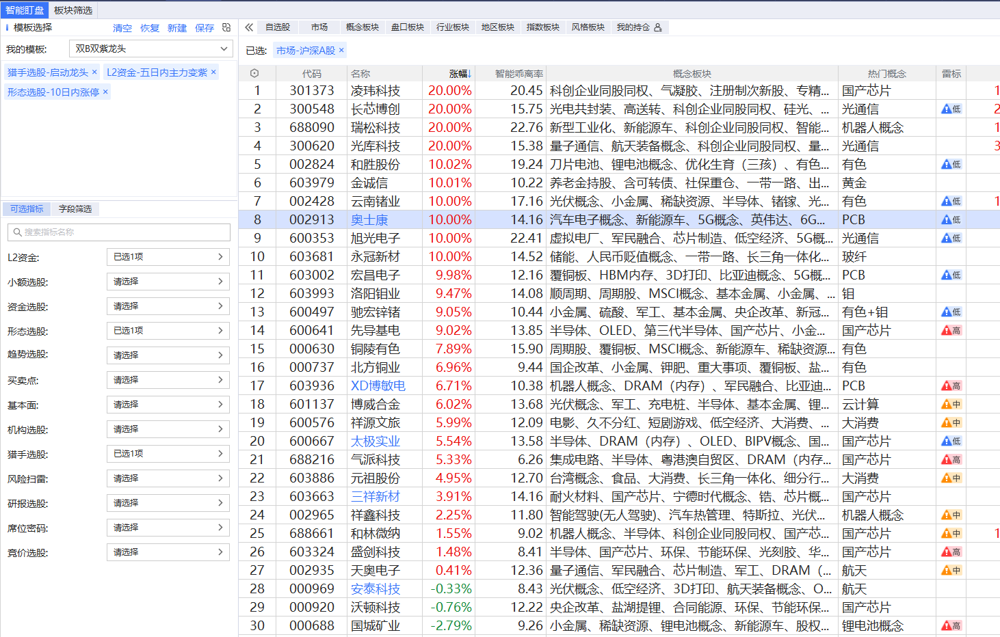 智能盯盘 板块筛选
模板选择 清空 恢复 新建 保存
自选股 市场 概念板块 盘口板块 行业板块 地区板块 指数板块 风格板块 我的持仓
我的模板: 双B双紫龙头
已选: 市场-沪深A股 ×
猎手选股-启动龙头 × L2资金-五日内主力变紫 ×
形态选股-10日内涨停 ×
可选指标 字段筛选
搜索指标名称
L2资金: 已选1项
小额选股: 请选择
资金选股: 请选择
形态选股: 已选1项
趋势选股: 请选择
买卖点: 请选择
基本面: 请选择
机构选股: 请选择
猎手选股: 已选1项
风险扫雷: 请选择
研报选股: 请选择
席位密码: 请选择
竞价选股: 请选择
代码 名称 涨幅↓ 智能乖离率 概念板块 热门概念 雷标
1 301373 凌玮科技 20.00% 20.45 科创企业同股同权、气凝胶、注册制次新股、专精... 国产芯片 1
2 300548 长芯博创 20.00% 15.75 光电共封装、高送转、科创企业同股同权、硅光、... 光通信 低 2
3 688090 瑞松科技 20.00% 22.76 新型工业化、新能源车、科创企业同股同权、智能... 机器人概念 1
4 300620 光库科技 20.00% 15.38 量子通信、航天装备概念、科创企业同股同权、量... 光通信 3
5 002824 和胜股份 10.02% 19.24 刀片电池、锂电池概念、优化生育（三孩）、有色... 有色 低
6 603979 金诚信 10.01% 10.22 养老金持股、含可转债、社保重仓、一带一路、出... 黄金
7 002428 云南锗业 10.00% 17.16 光伏概念、小金属、稀缺资源、半导体、锗镓、光... 有色 低 1
8 002913 奥士康 10.00% 14.16 汽车电子概念、新能源车、5G概念、英伟达、6G... PCB 低
9 600353 旭光电子 10.00% 22.41 虚拟电厂、军民融合、芯片制造、低空经济、5G概... 光通信 低
10 603681 永冠新材 10.00% 14.52 储能、人民币贬值概念、一带一路、长三角一体化... 玻纤
11 603002 宏昌电子 9.98% 12.16 覆铜板、HBM内存、3D打印、比亚迪概念、5G概... PCB 低
12 603993 洛阳钼业 9.47% 14.08 顺周期、周期股、MSCI概念、基本金属、小金属、... 钼
13 600497 驰宏锌锗 9.05% 10.44 小金属、硫酸、军工、基本金属、央企改革、新冠... 有色+钼 低
14 600641 先导基电 9.02% 13.85 半导体、OLED、第三代半导体、国产芯片、小金... 国产芯片 高
15 000630 铜陵有色 7.89% 15.90 周期股、覆铜板、MSCI概念、新能源车、稀缺资源... 有色
16 000737 北方铜业 6.96% 9.44 国企改革、小金属、钾肥、重大事项、覆铜板、盐... 有色
17 603936 XD博敏电 6.71% 10.38 机器人概念、DRAM（内存）、军民融合、比亚迪... PCB 高
18 601137 博威合金 6.02% 13.68 光伏概念、军工、充电桩、半导体、基本金属、锂... 云计算 中
19 600576 祥源文旅 5.99% 12.09 电影、久不分红、短剧游戏、低空经济、大消费、... 大消费 中
20 600667 太极实业 5.54% 13.58 半导体、DRAM（内存）、OLED、BIPV概念、国... 国产芯片 低
21 688216 气派科技 5.33% 6.26 集成电路、半导体、粤港澳自贸区、DRAM（内存... 国产芯片 高
22 603886 元祖股份 4.95% 12.70 台湾概念、食品、大消费、长三角一体化、细分行... 大消费 中
23 603663 三祥新材 3.91% 14.16 耐火材料、国产芯片、宁德时代概念、锆、芯片概... 国产芯片
24 002965 祥鑫科技 2.25% 11.80 智能驾驶(无人驾驶)、汽车热管理、特斯拉、光伏... 机器人概念 中
25 688661 和林微纳 1.55% 9.02 机器人概念、半导体、科创企业同股同权、国产芯... 国产芯片 中 1
26 603324 盛剑科技 1.48% 8.41 半导体、国产芯片、环保、节能环保、光刻胶、华... 国产芯片 高
27 002935 天奥电子 0.41% 12.36 量子通信、军民融合、芯片制造、军工、DRAM（... 航天 中
28 000969 安泰科技 -0.33% 8.43 光伏概念、低空经济、3D打印、航天装备概念、O... 航天
29 000920 沃顿科技 -0.76% 12.22 央企改革、盐湖提锂、合同能源、环保、节能环保... 国产芯片
30 000688 国城矿业 -2.79% 9.26 小金属、稀缺资源、锂电池概念、新能源车、股权... 锂电池概念 高